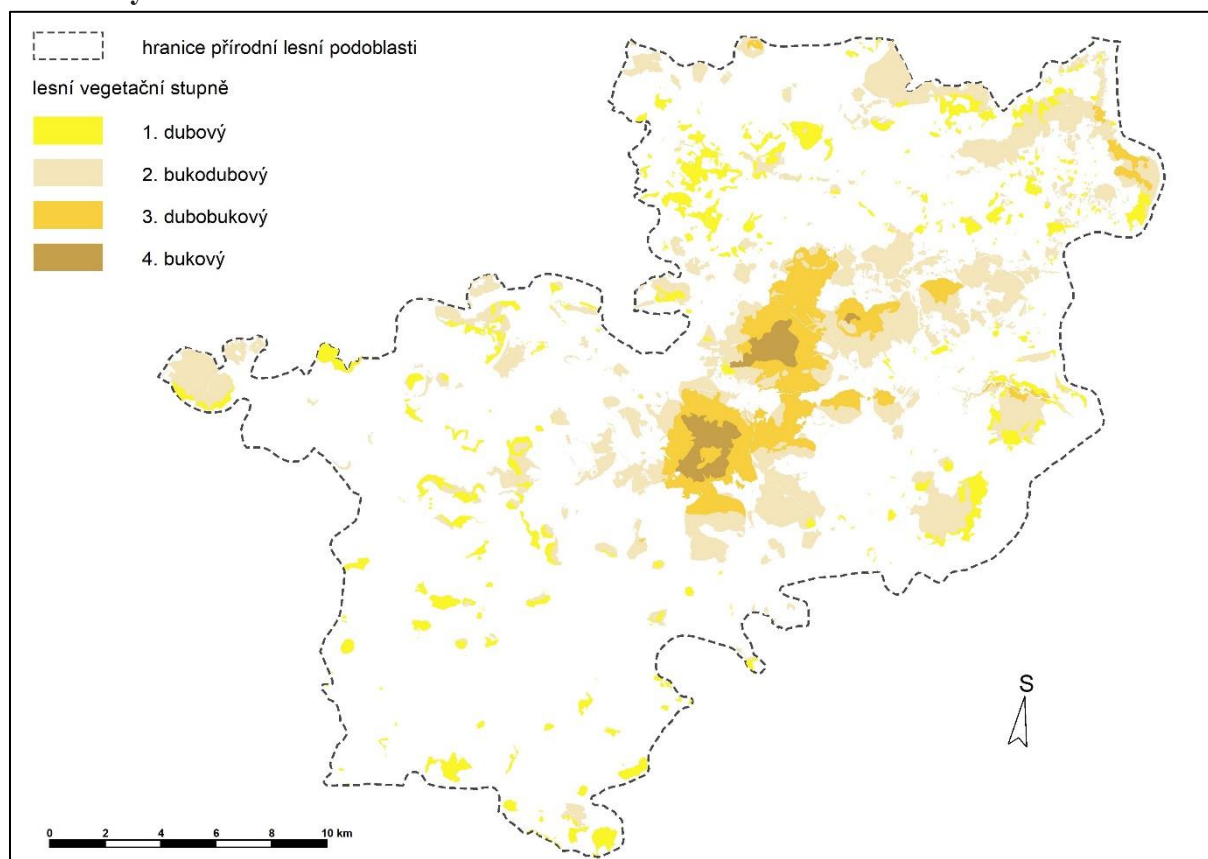 hranice přírodní lesní podoblasti
lesní vegetační stupně
1. dubový
2. bukodubový
3. dubobukový
4. bukový
S
0 2 4 6 8 10 km